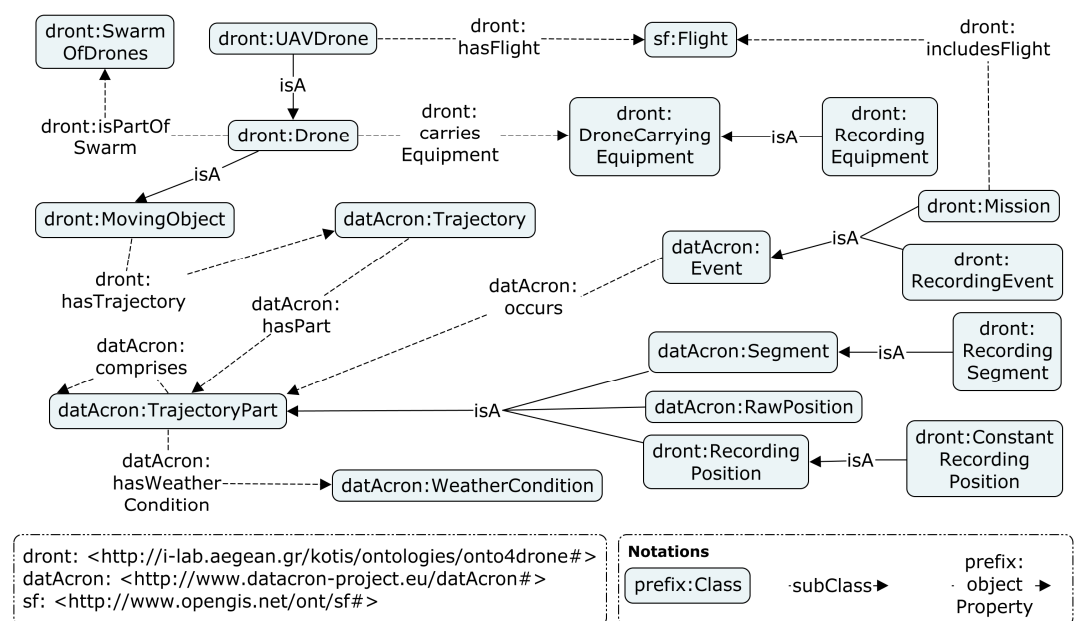 dront:Swarm
OfDrones
dront:UAVDrone
dront:
hasFlight
sf:Flight
dront:
includesFlight
isA
dront:isPartOf
Swarm
dront:Drone
dront:
carries
Equipment
dront:
DroneCarrying
Equipment
isA
dront:
Recording
Equipment
isA
dront:MovingObject
datAcron:Trajectory
dront:Mission
dront:
hasTrajectory
datAcron:
hasPart
datAcron:
occurs
datAcron:
Event
isA
dront:
RecordingEvent
datAcron:
comprises
datAcron:Segment
isA
dront:
Recording
Segment
datAcron:TrajectoryPart
isA
datAcron:RawPosition
dront:Recording
Position
isA
dront:Constant
Recording
Position
datAcron:
hasWeather
Condition
datAcron:WeatherCondition
dront: <http://i-lab.aegean.gr/kotis/ontologies/onto4drone#>
datAcron: <http://www.datacron-project.eu/datAcron#>
sf: <http://www.opengis.net/ont/sf#>
Notations
prefix:Class
subClass
prefix:
object
Property